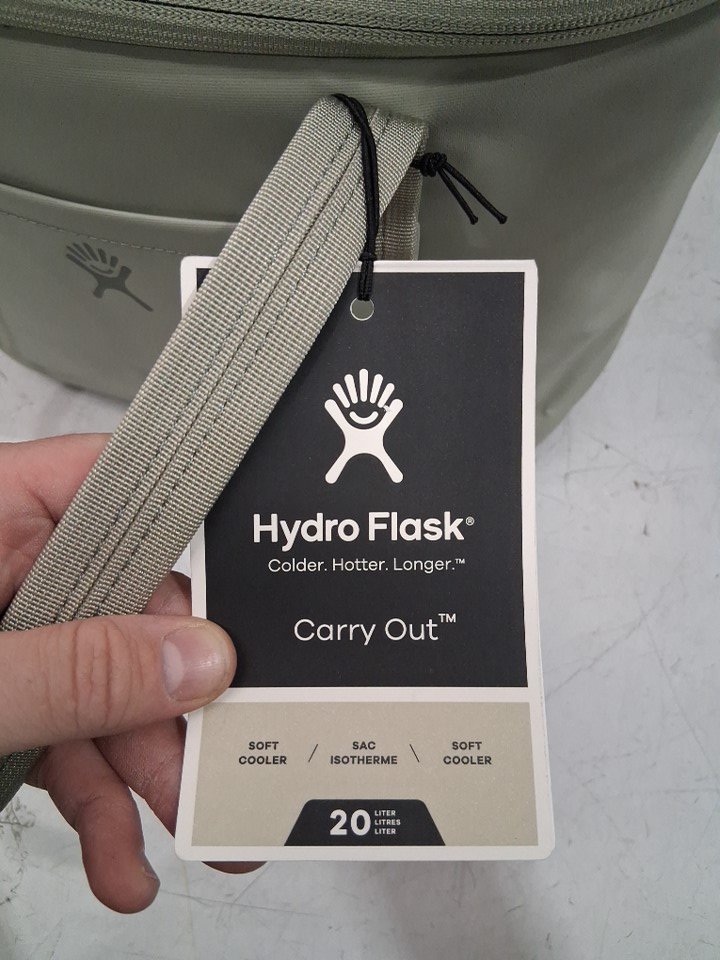 Hydro Flask®
Colder. Hotter. Longer.™
Carry Out™
SOFT COOLER / SAC ISOTHERME \ SOFT COOLER
20 LITER
LITRES
LITER